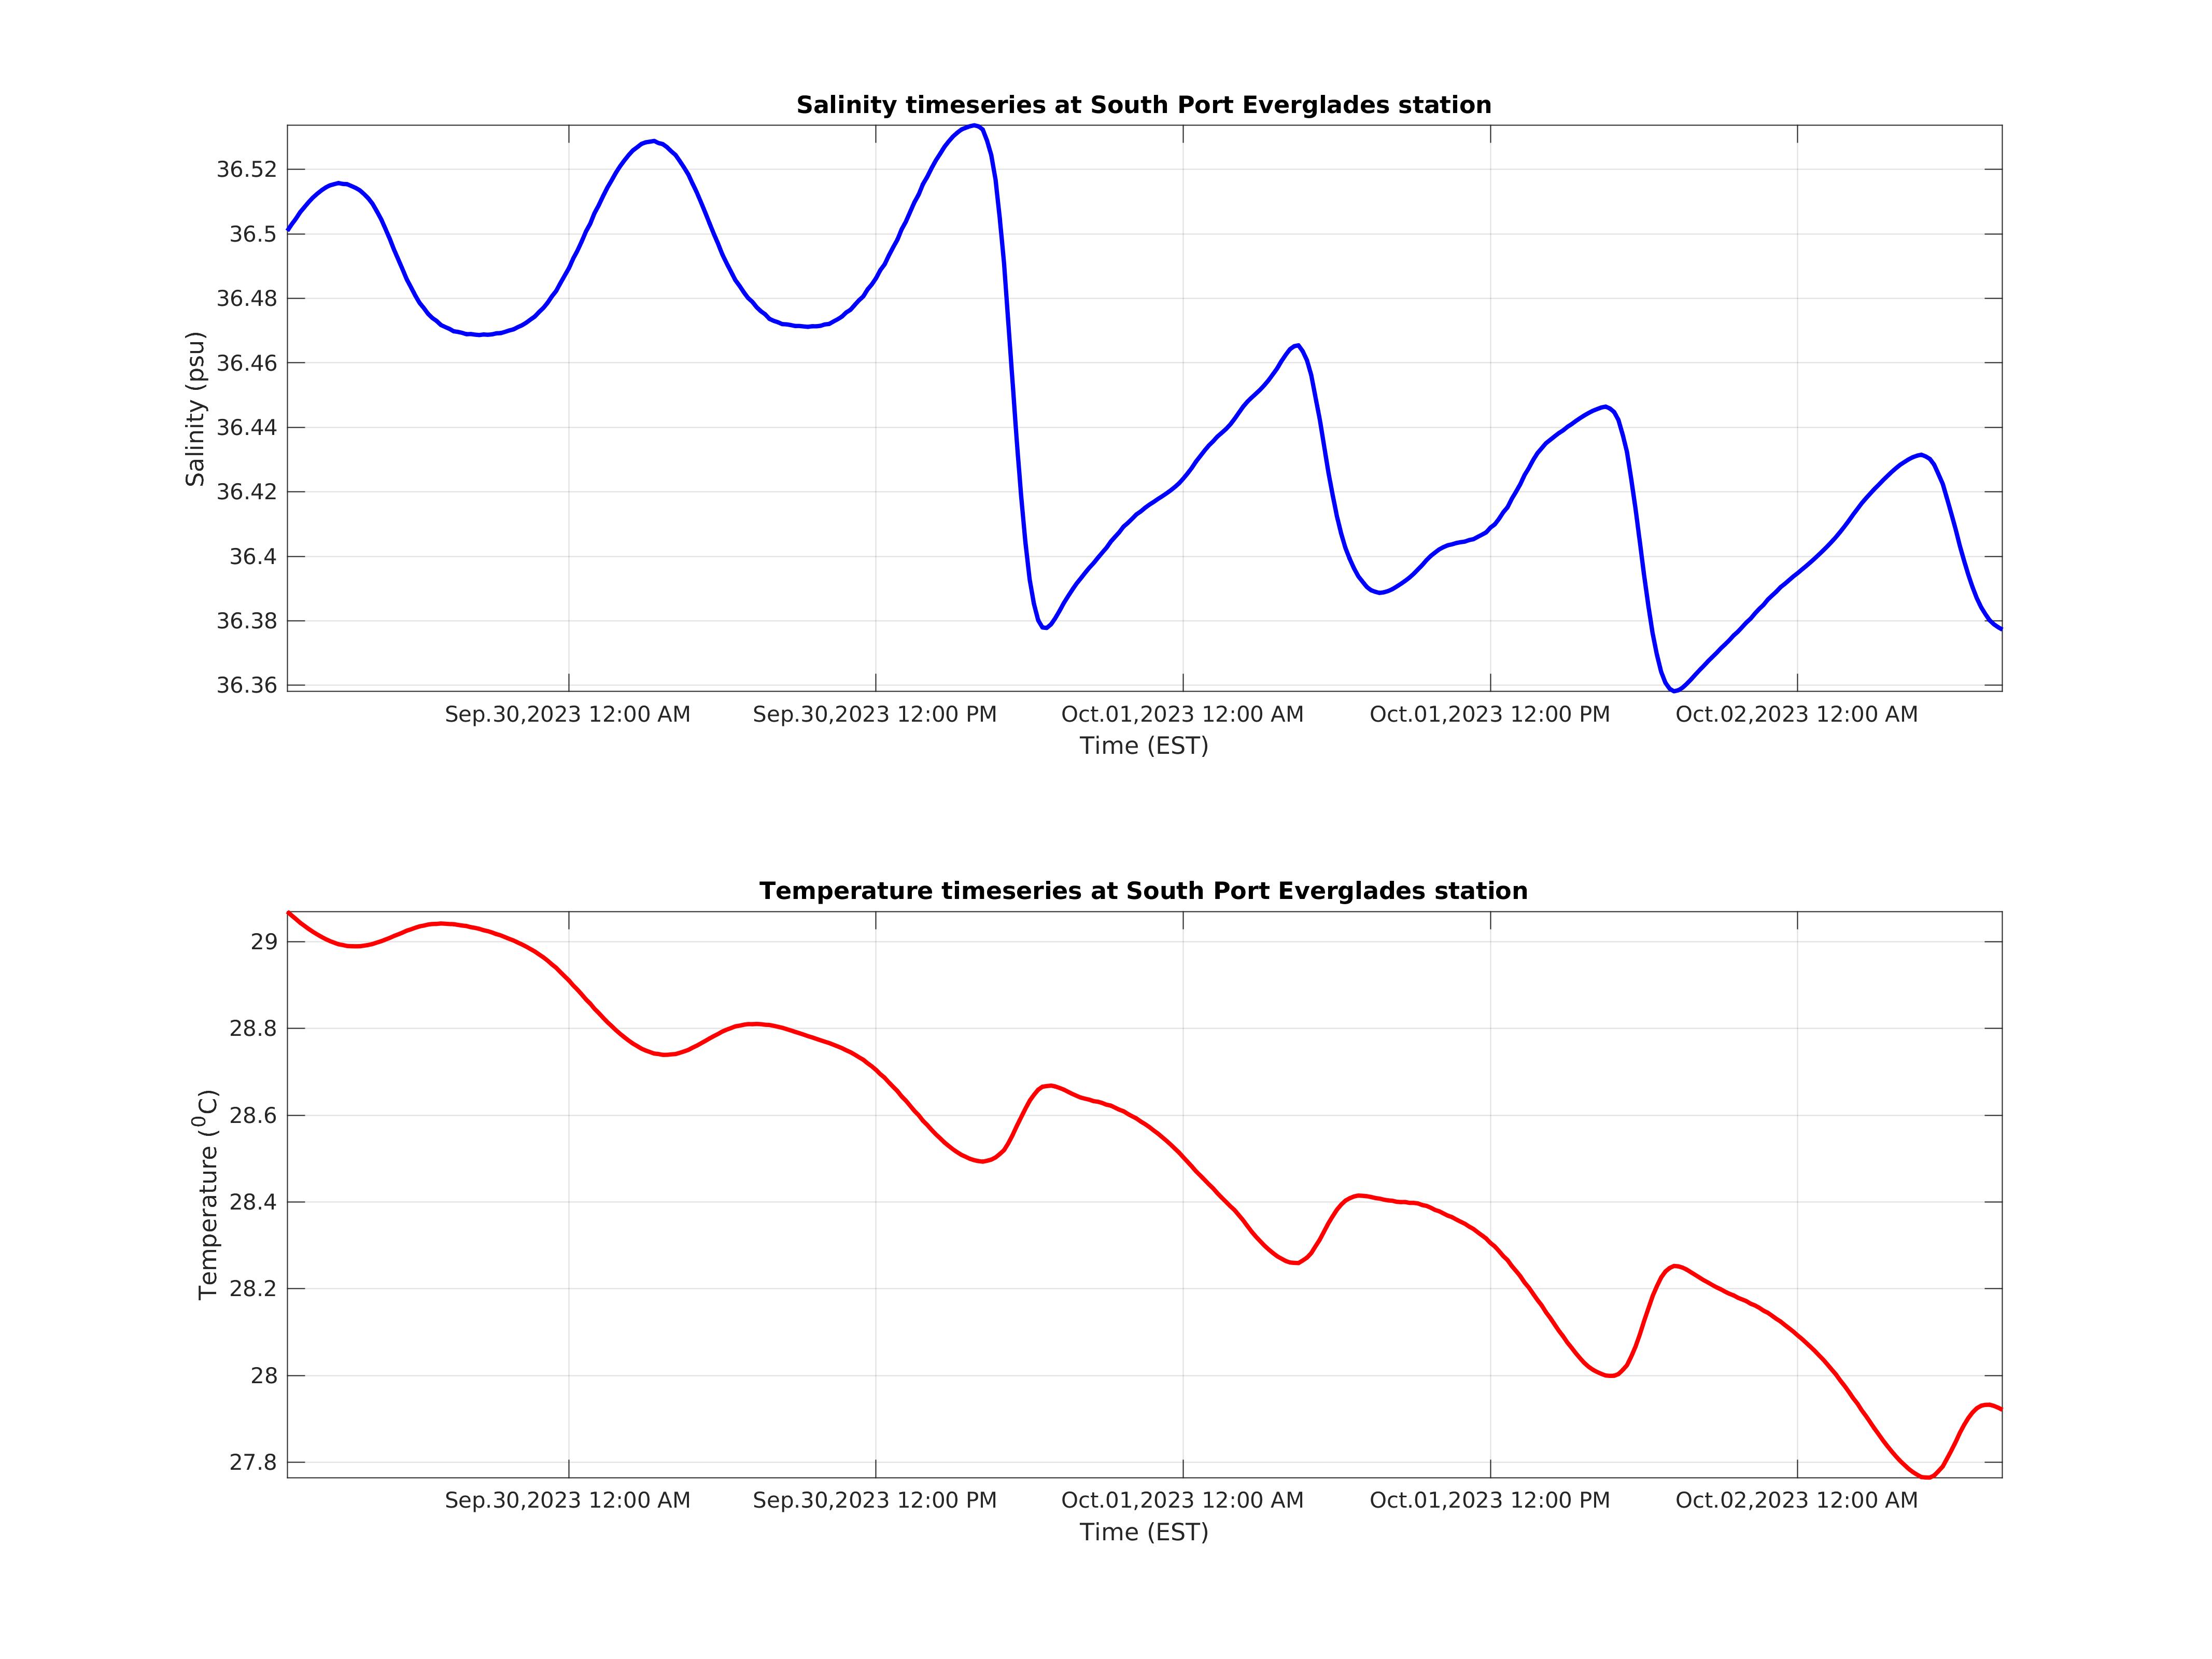 Salinity timeseries at South Port Everglades station
36.52
36.5
36.48
36.46
36.44
36.42
36.4
36.38
36.36
Salinity (psu)
Sep.30,2023 12:00 AM Sep.30,2023 12:00 PM Oct.01,2023 12:00 AM Oct.01,2023 12:00 PM Oct.02,2023 12:00 AM
Time (EST)
Temperature timeseries at South Port Everglades station
29
28.8
28.6
28.4
28.2
28
27.8
Temperature (⁰C)
Sep.30,2023 12:00 AM Sep.30,2023 12:00 PM Oct.01,2023 12:00 AM Oct.01,2023 12:00 PM Oct.02,2023 12:00 AM
Time (EST)